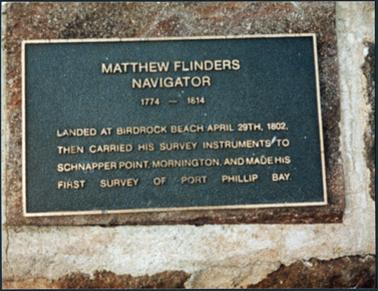 MATTHEW FLINDERS
NAVIGATOR
1774 — 1814
LANDED AT BIRDROCK BEACH APRIL 29TH, 1802.
THEN CARRIED HIS SURVEY INSTRUMENTS TO
SCHNAPPER POINT, MORNINGTON, AND MADE HIS
FIRST SURVEY OF PORT PHILLIP BAY.